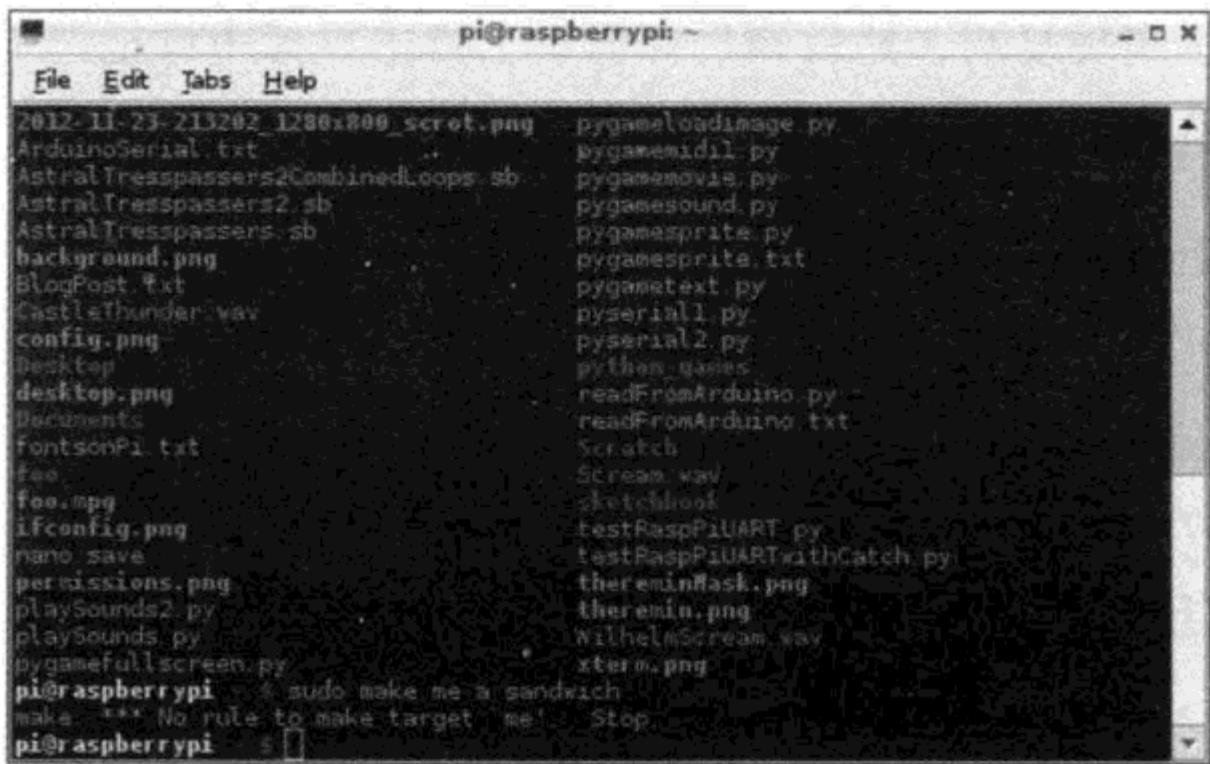 pi@raspberrypi: ~
File Edit Tabs Help
2012-11-23-213202_1280x800_scrot.png pygameloadimage.py
ArduinoSerial.txt pygamemidi1.py
AstralTresspassers2CombinedLoops.sb pygamemovie.py
AstralTresspassers2.sb pygamesound.py
AstralTresspassers.sb pygamesprite.py
background.png pygamesprite.txt
BlogPost.txt pygametext.py
CastleThunder.wav pyserial1.py
config.png pyserial2.py
Desktop python_games
desktop.png readFromArduino.py
Documents readFromArduino.txt
fontsonPi.txt Scratch
foo Scream.wav
foo.mpg sketchbook
ifconfig.png testRaspPiUART.py
nano.save testRaspPiUARTwithCatch.py
permissions.png thereminMask.png
playSounds2.py theremin.png
playSounds.py WilhelmScream.wav
pygamefullscreen.py xterm.png
pi@raspberrypi ~ $ sudo make me a sandwich
make: *** No rule to make target `me'. Stop.
pi@raspberrypi ~ $